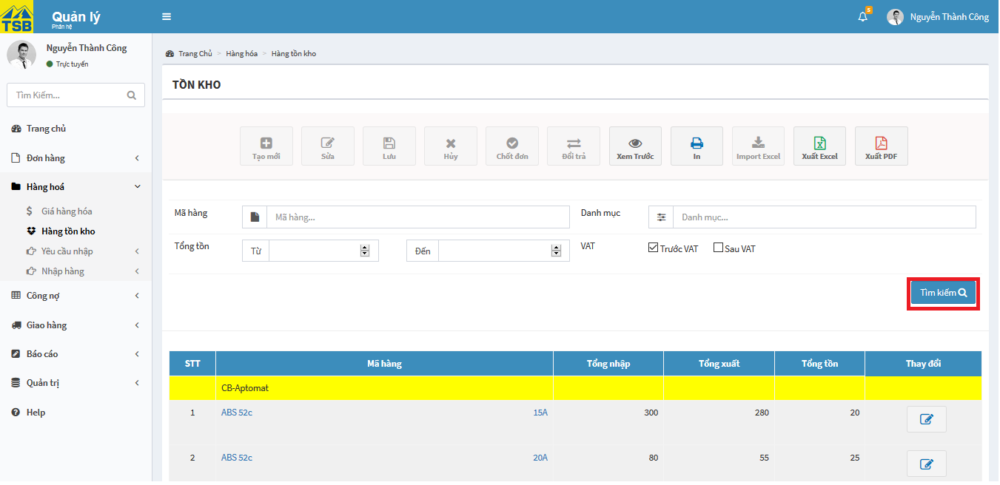 TSB
Quản lý
Phân hệ
5
Nguyễn Thành Công
Nguyễn Thành Công
Trực tuyến
Tìm Kiếm...
Trang chủ
Đơn hàng
Hàng hoá
Giá hàng hóa
Hàng tồn kho
Yêu cầu nhập
Nhập hàng
Công nợ
Giao hàng
Báo cáo
Quản trị
Help
Trang Chủ > Hàng hóa > Hàng tồn kho
TỒN KHO
Tạo mới Sửa Lưu Hủy Chốt đơn Đổi trả Xem Trước In Import Excel Xuất Excel Xuất PDF
Mã hàng Mã hàng... Danh mục Danh mục...
Tổng tồn Từ Đến VAT Trước VAT Sau VAT
Tìm kiếm
STT Mã hàng Tổng nhập Tổng xuất Tổng tồn Thay đổi
CB-Aptomat
1 ABS 52c 15A 300 280 20
2 ABS 52c 20A 80 55 25